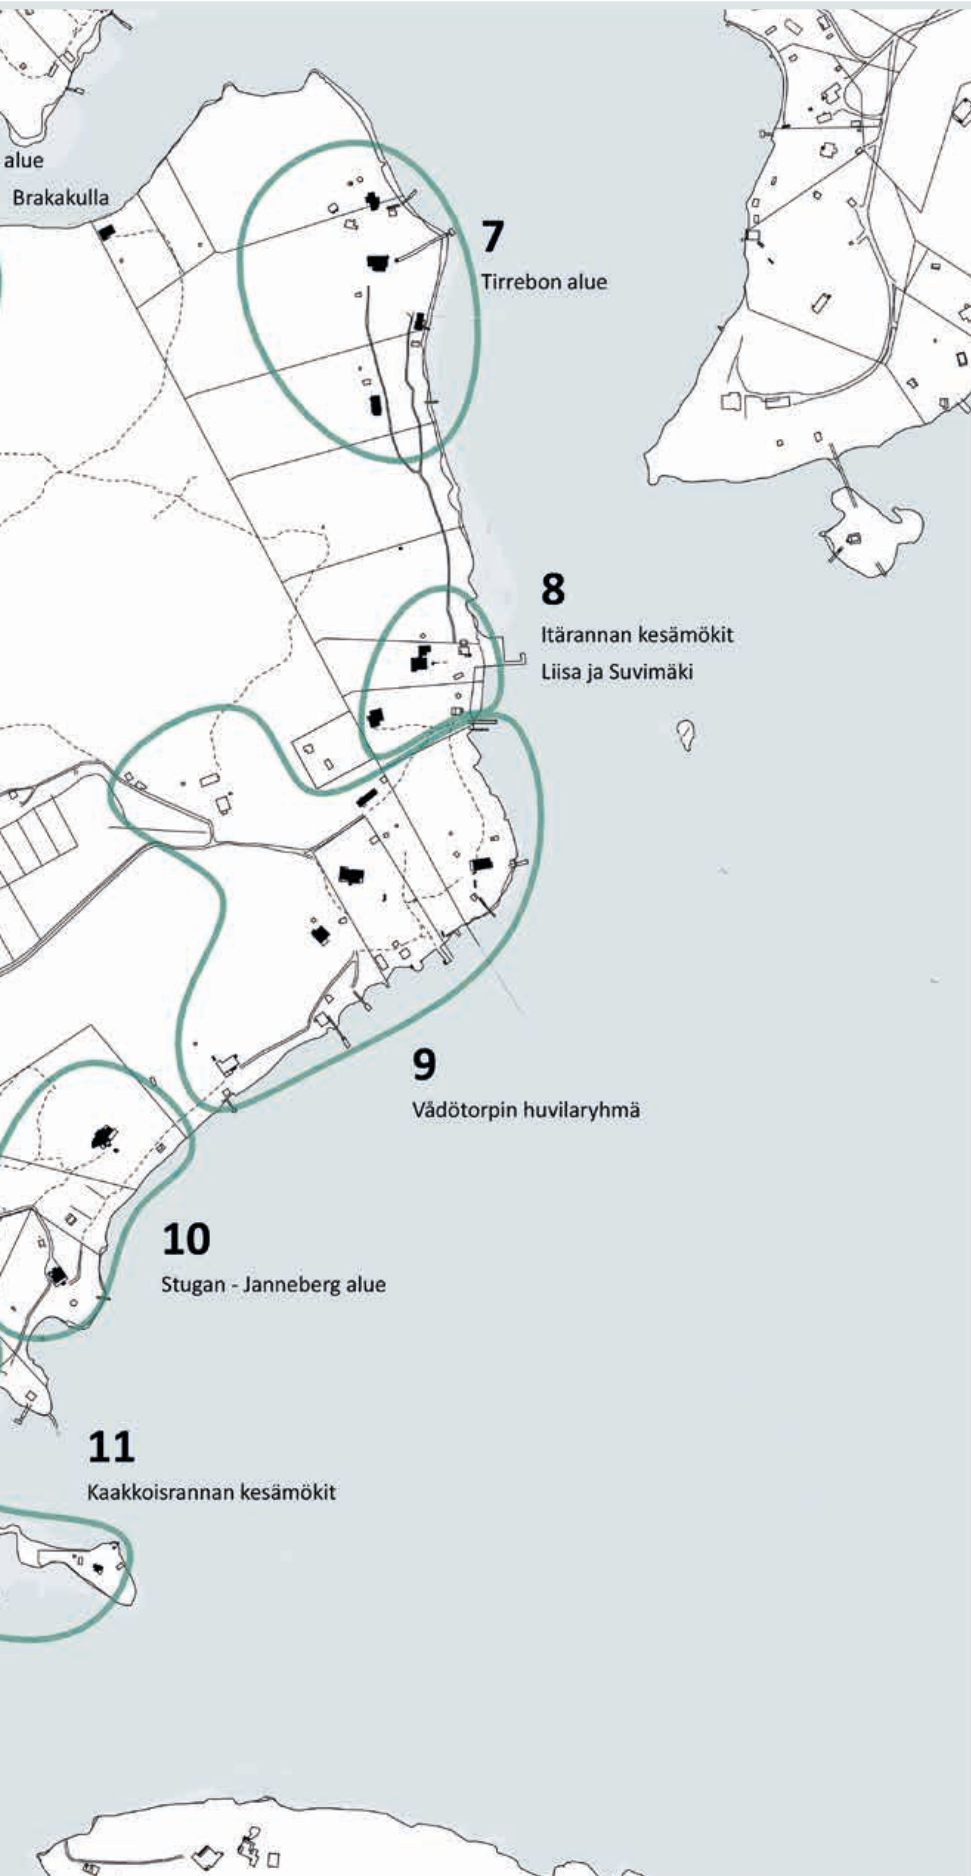 alue
Brakakulla
7
Tirrebon alue
8
Itärannan kesämökit
Liisa ja Suvimäki
9
Vådötorpin huvilaryhmä
10
Stugan - Janneberg alue
11
Kaakkoisrannan kesämökit